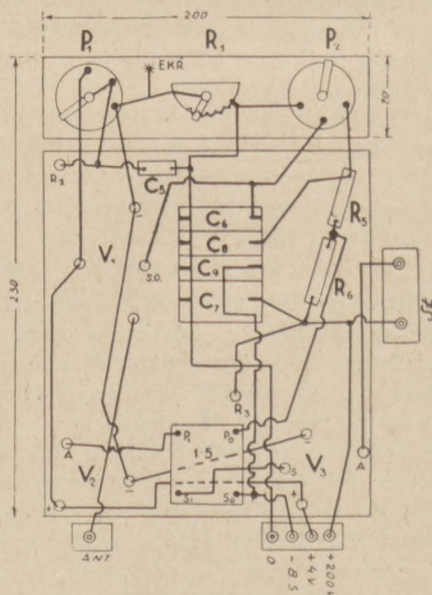 200
P₁ R₁ P₂
EKR
70
R₂ C₅
C₆
R₅
C₈
V₁
C₉
S.O.
R₆
C₇
230
R₃
A P₁ P₀ −
1·5
V₂ − S V₃ A
+ S₁ S₀ +
ANT
0
− 8 S
+ 4 V
+ 200 V